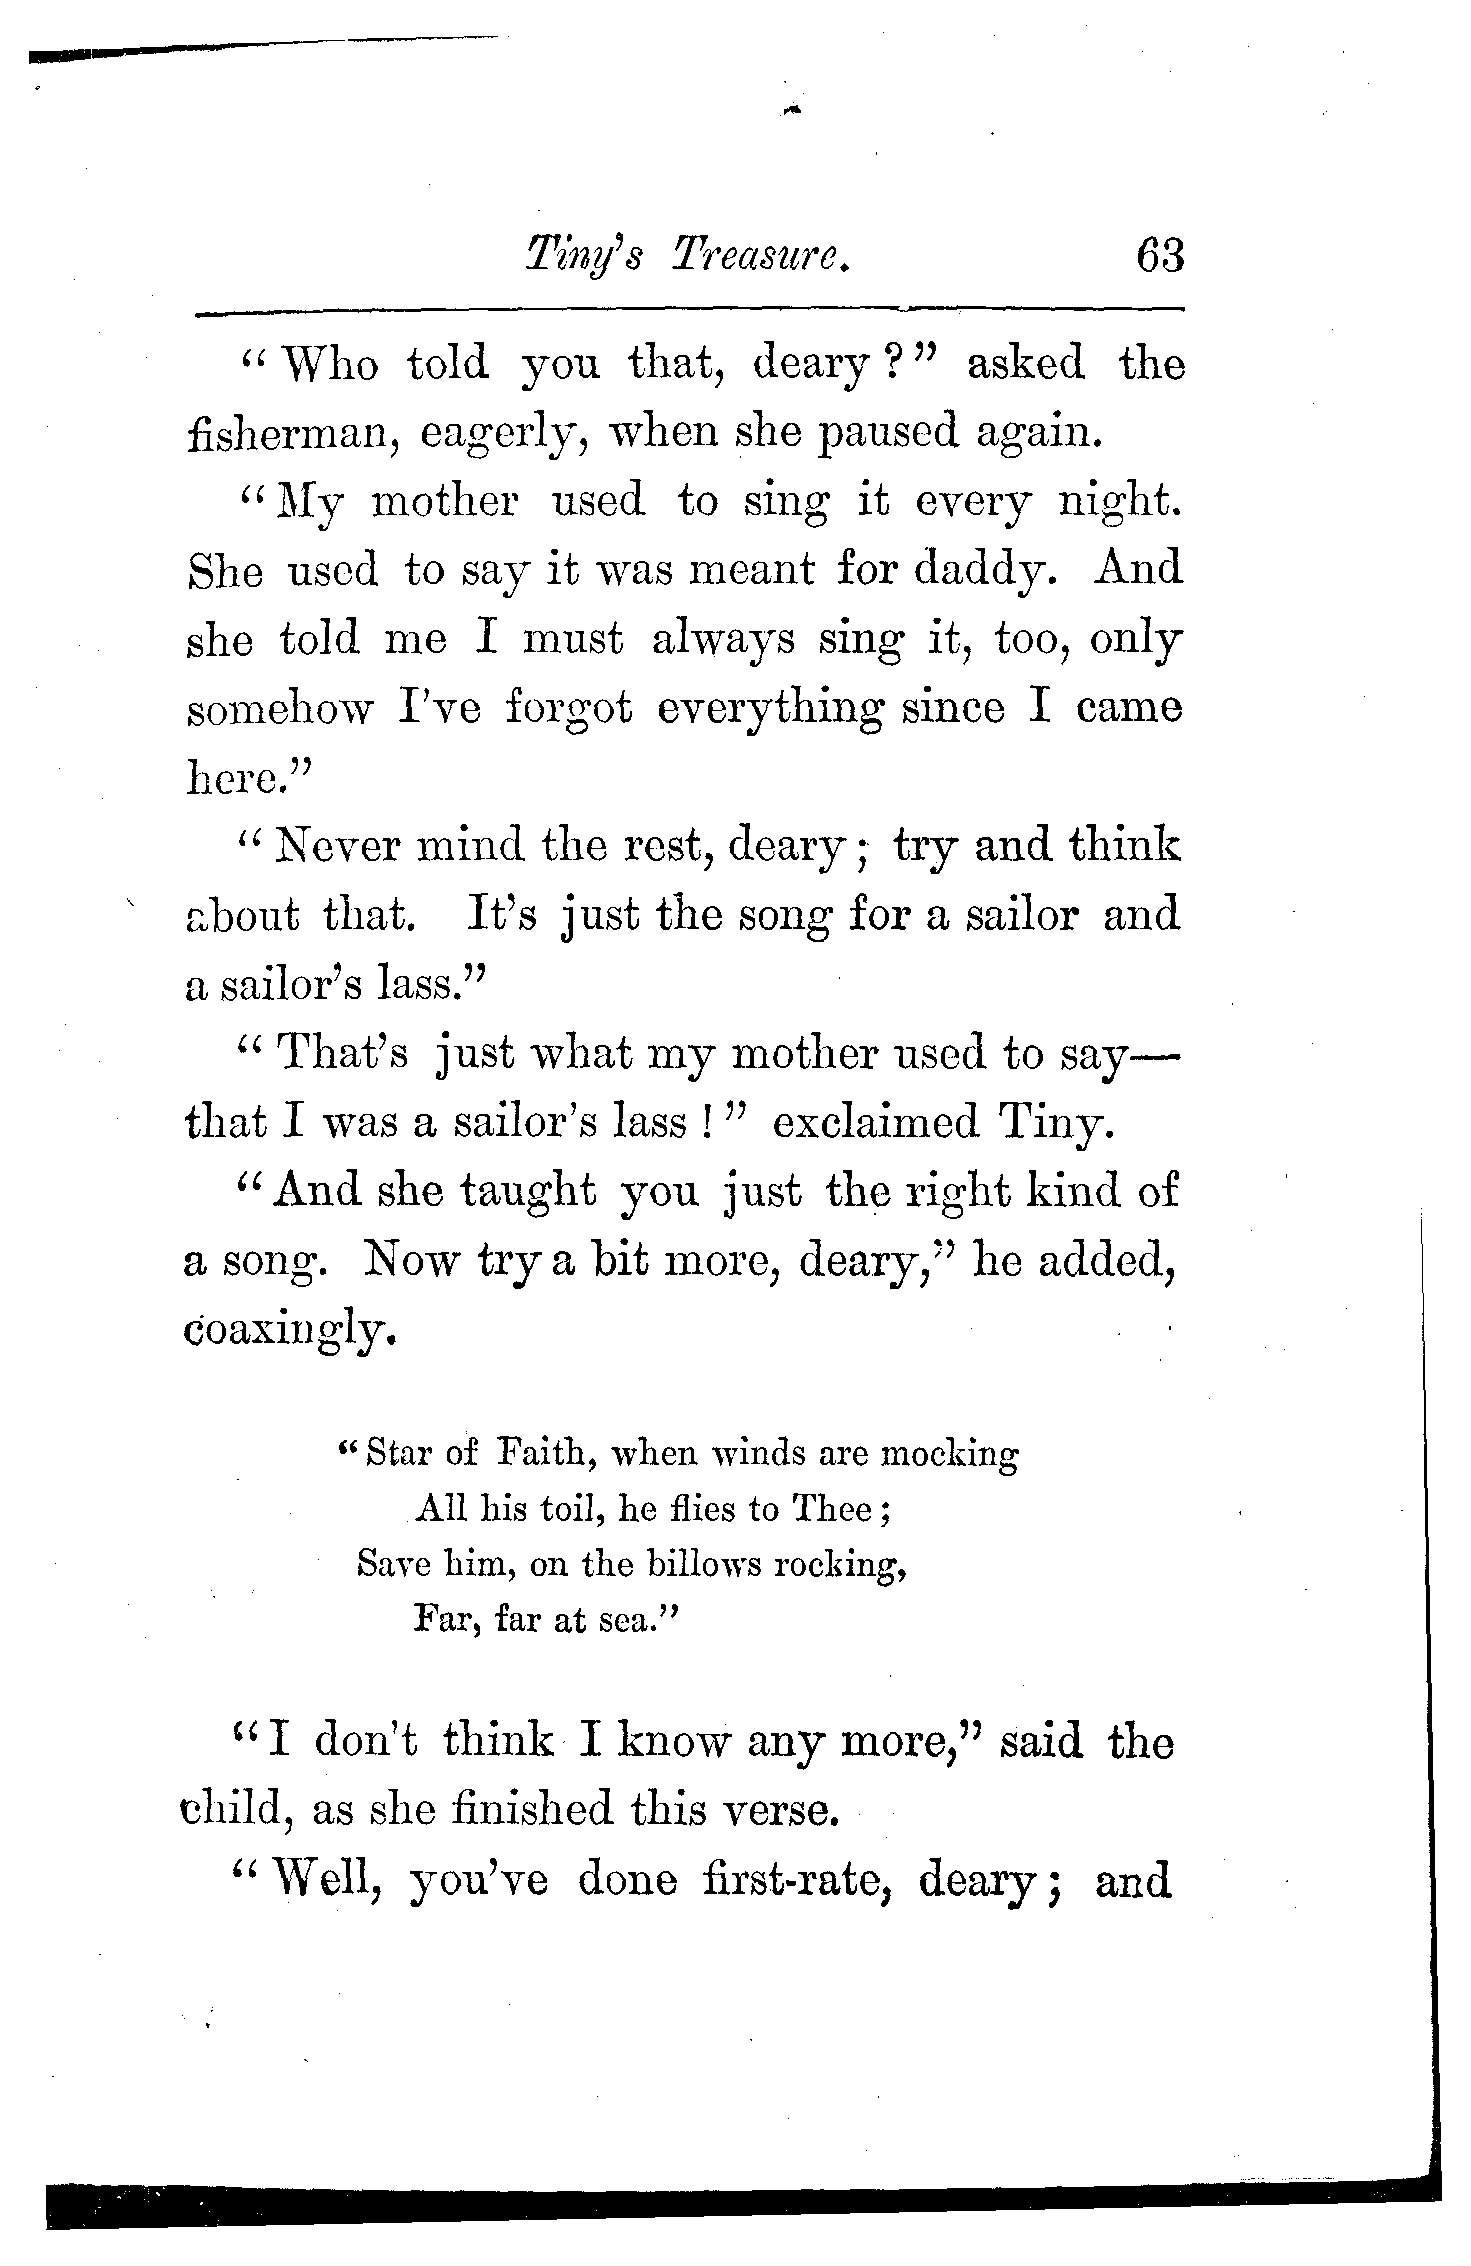 Tiny's Treasure. 63
“Who told you that, deary?” asked the
fisherman, eagerly, when she paused again.
“My mother used to sing it every night.
She used to say it was meant for daddy. And
she told me I must always sing it, too, only
somehow I've forgot everything since I came
here.”
“Never mind the rest, deary; try and think
about that. It's just the song for a sailor and
a sailor's lass.”
“That's just what my mother used to say—
that I was a sailor's lass!” exclaimed Tiny.
“And she taught you just the right kind of
a song. Now try a bit more, deary,” he added,
coaxingly.
“Star of Faith, when winds are mocking
All his toil, he flies to Thee;
Save him, on the billows rocking,
Far, far at sea.”
“I don't think I know any more,” said the
child, as she finished this verse.
“Well, you've done first-rate, deary; and